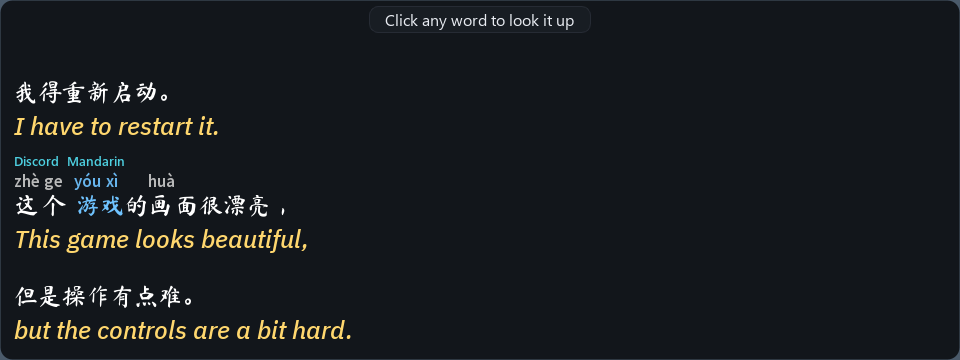 Click any word to look it up
我得重新启动。
I have to restart it.
Discord Mandarin
zhè ge yóu xì huà
这个 游戏的画面很漂亮，
This game looks beautiful,
但是操作有点难。
but the controls are a bit hard.